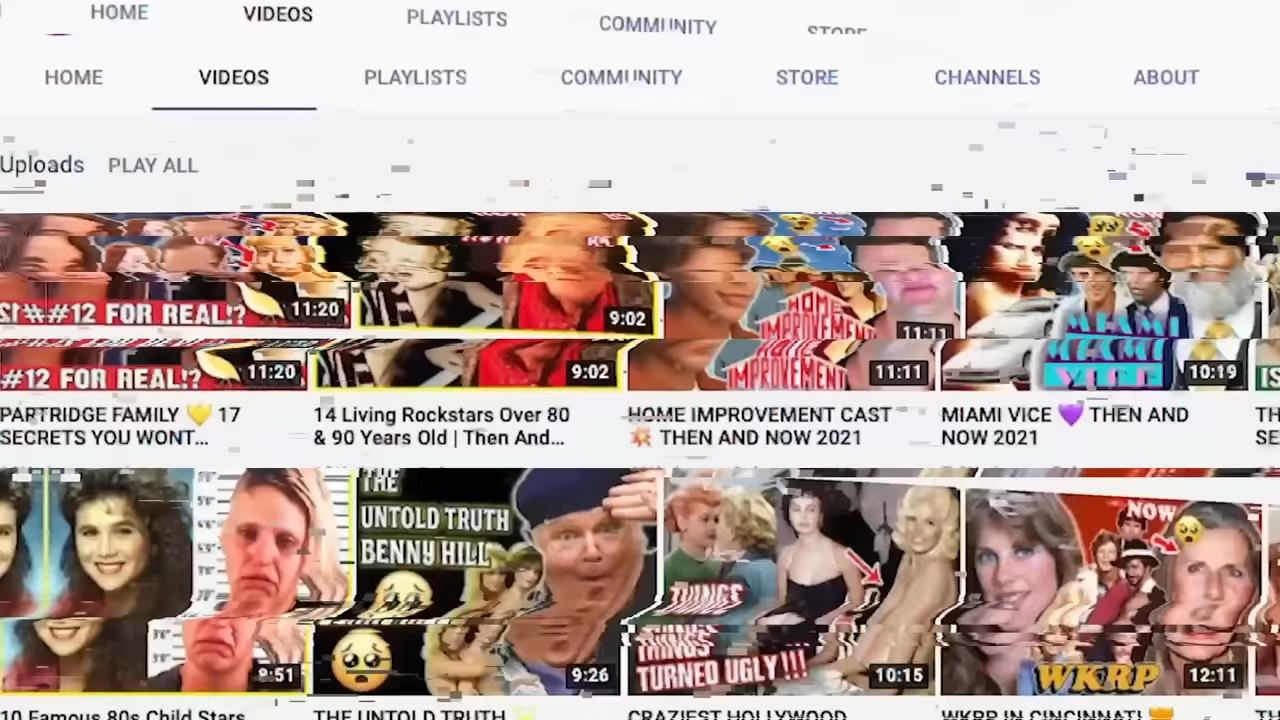 HOME VIDEOS PLAYLISTS COMMUNITY STORE
HOME VIDEOS PLAYLISTS COMMUNITY STORE CHANNELS ABOUT
Uploads PLAY ALL
#12 FOR REAL!? 11:20
9:02
HOME
IMPROVEMENT
11:11
MIAMI
#12 FOR REAL!? 11:20
9:02
IMPROVEMENT
11:11
MIAMI
VICE
10:19
PARTRIDGE FAMILY 💛 17
SECRETS YOU WONT...
14 Living Rockstars Over 80
& 90 Years Old | Then And...
HOME IMPROVEMENT CAST
💥 THEN AND NOW 2021
MIAMI VICE 💜 THEN AND
NOW 2021
THE
UNTOLD TRUTH
BENNY HILL
THINGS
NOW
9:51
9:26
THINGS
TURNED UGLY!!!
10:15
WKRP
12:11
10 Famous 80s Child Stars
THE UNTOLD TRUTH
CRAZIEST HOLLYWOOD
WKRP IN CINCINNATI 🧡